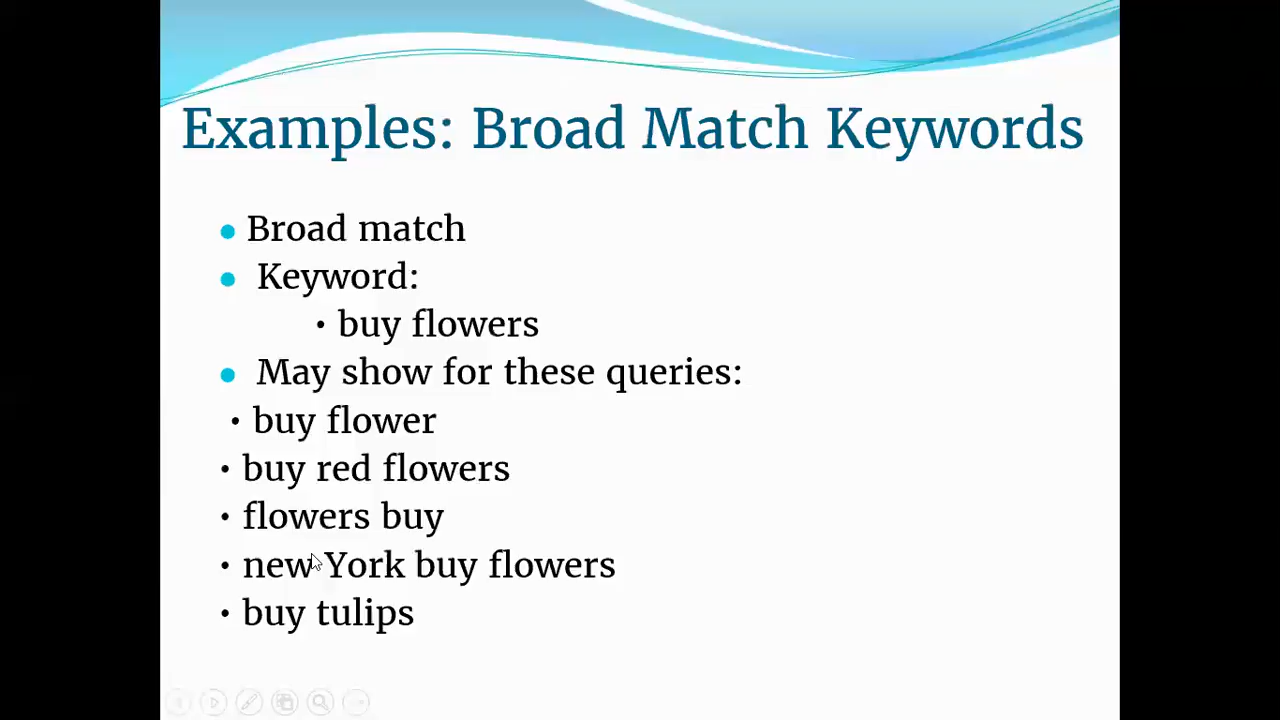 Examples: Broad Match Keywords
• Broad match
• Keyword:
• buy flowers
• May show for these queries:
• buy flower
• buy red flowers
• flowers buy
• new York buy flowers
• buy tulips